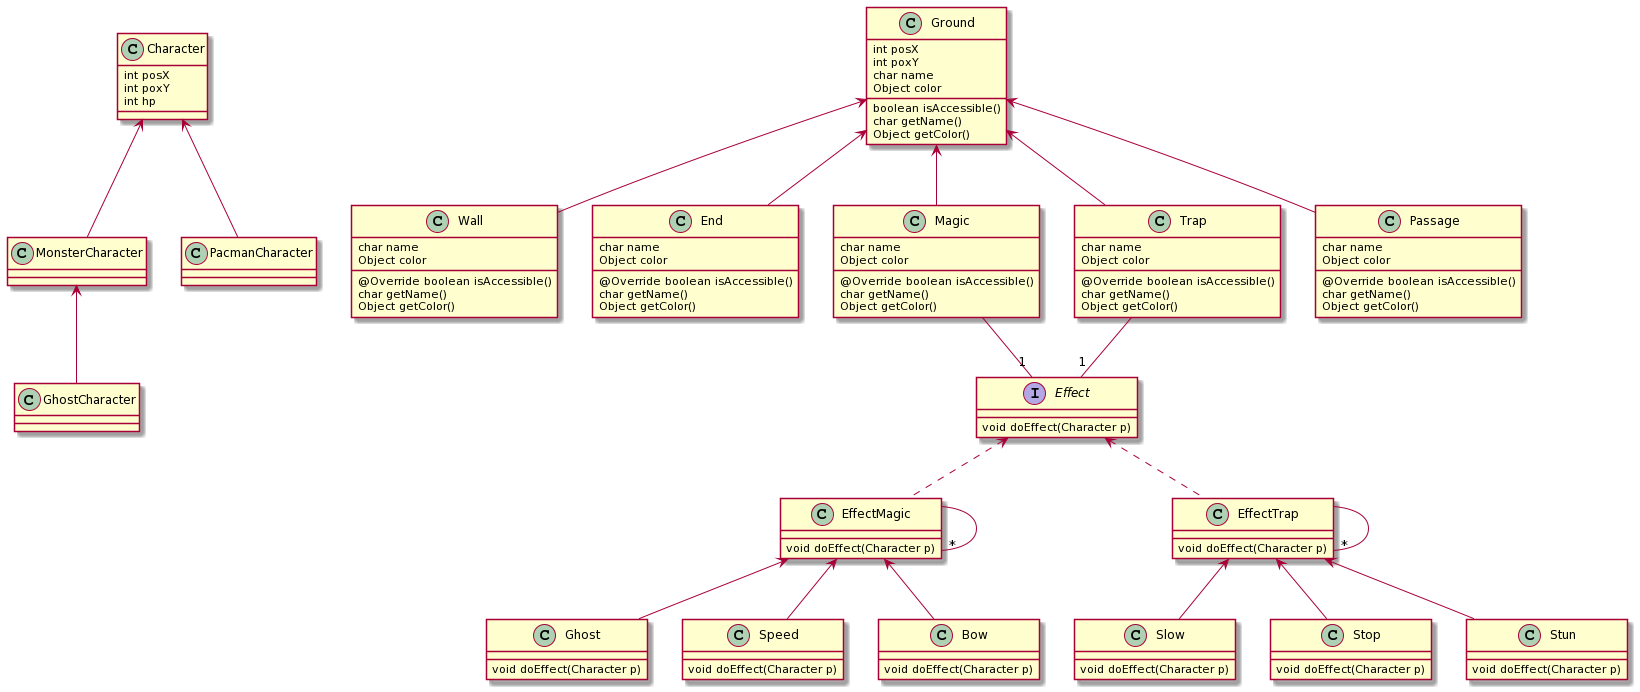 C Character
int posX
int poxY
int hp
C Ground
int posX
int poxY
char name
Object color
boolean isAccessible()
char getName()
Object getColor()
C MonsterCharacter
C PacmanCharacter
C GhostCharacter
C Wall
char name
Object color
@Override boolean isAccessible()
char getName()
Object getColor()
C End
char name
Object color
@Override boolean isAccessible()
char getName()
Object getColor()
C Magic
char name
Object color
@Override boolean isAccessible()
char getName()
Object getColor()
C Trap
char name
Object color
@Override boolean isAccessible()
char getName()
Object getColor()
C Passage
char name
Object color
@Override boolean isAccessible()
char getName()
Object getColor()
1
1
I Effect
void doEffect(Character p)
C EffectMagic
void doEffect(Character p)
*
C EffectTrap
void doEffect(Character p)
*
C Ghost
void doEffect(Character p)
C Speed
void doEffect(Character p)
C Bow
void doEffect(Character p)
C Slow
void doEffect(Character p)
C Stop
void doEffect(Character p)
C Stun
void doEffect(Character p)